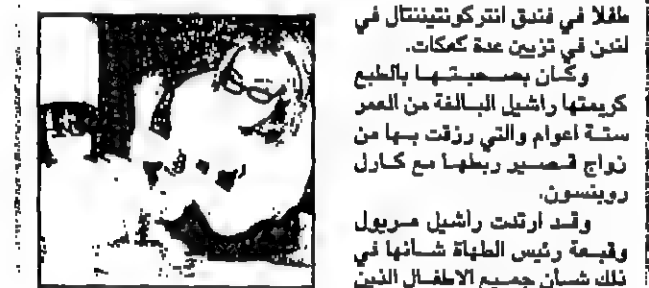 طفلا في فندق انتركونتيننتال في
لندن في تزيين عدة كعكات.
وكان بصحبتها بالطبع
كريمتها راشيل البالغة من العمر
ستة اعوام والتي رزقت بها من
زواج قصير ربطها مع كارل
روبنسون.
وقد ارتدت راشيل مريول
وقبعة رئيس الطهاة شانها في
ذلك شان جميع الاطفال الذين